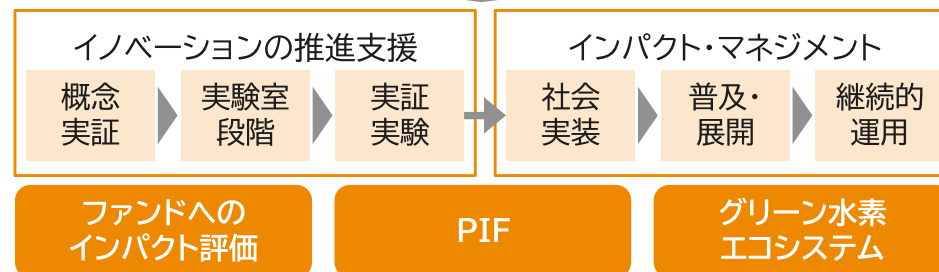 イノベーションの推進支援
概念
実証
実験室
段階
実証
実験
インパクト・マネジメント
社会
実装
普及・
展開
継続的
運用
ファンドへの
インパクト評価
PIF
グリーン水素
エコシステム